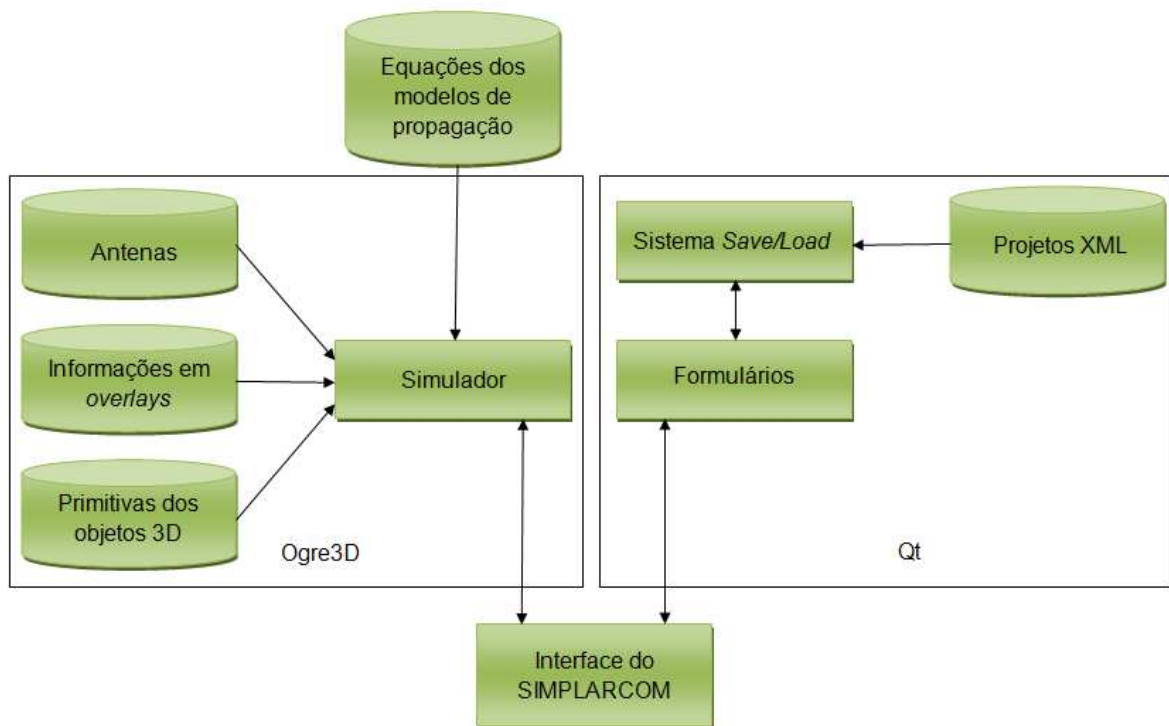 Equações dos
modelos de
propagação
Antenas
Informações em
overlays
Primitivas dos
objetos 3D
Simulador
Ogre3D
Sistema Save/Load
Projetos XML
Formulários
Qt
Interface do
SIMPLARCOM